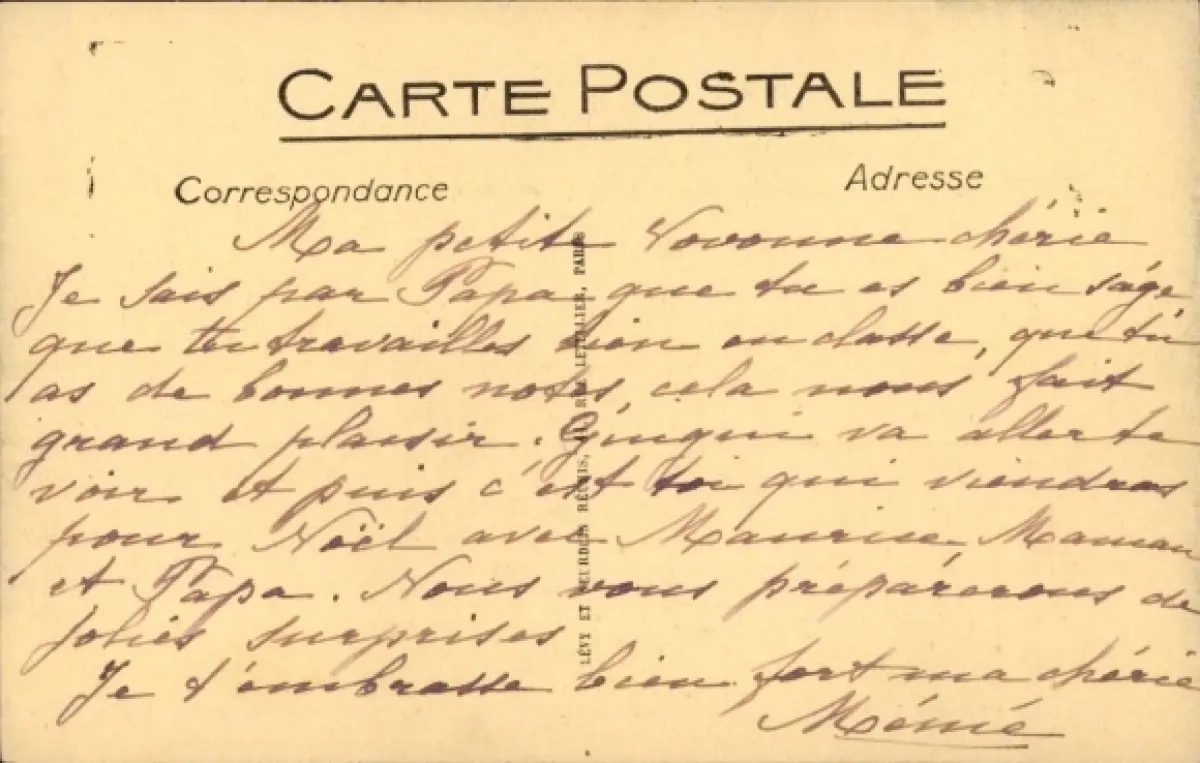 CARTE POSTALE
Correspondance
Adresse
Ma petite Vovonne chérie
Je sais par Papa que tu es bien sage
que tu travailles bien en classe, que tu
as de bonnes notes, cela nous fait
grand plaisir. va aller te
voir et puis c'est toi qui viendras
pour Noël avec Maurice, Maman
et Papa. Nous vous préparerons de
jolies surprises
Je t'embrasse bien fort ma chérie
Mémé
LÉVY ET NEURDEIN RÉUNIS, 44, RUE LETELLIER, PARIS